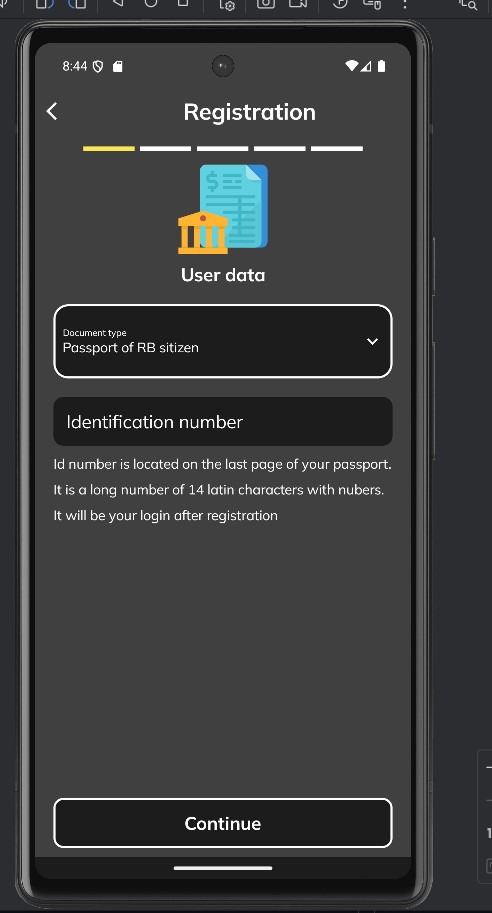 8:44
Registration
User data
Document type
Passport of RB sitizen
Identification number
Id number is located on the last page of your passport.
It is a long number of 14 latin characters with nubers.
It will be your login after registration
Continue